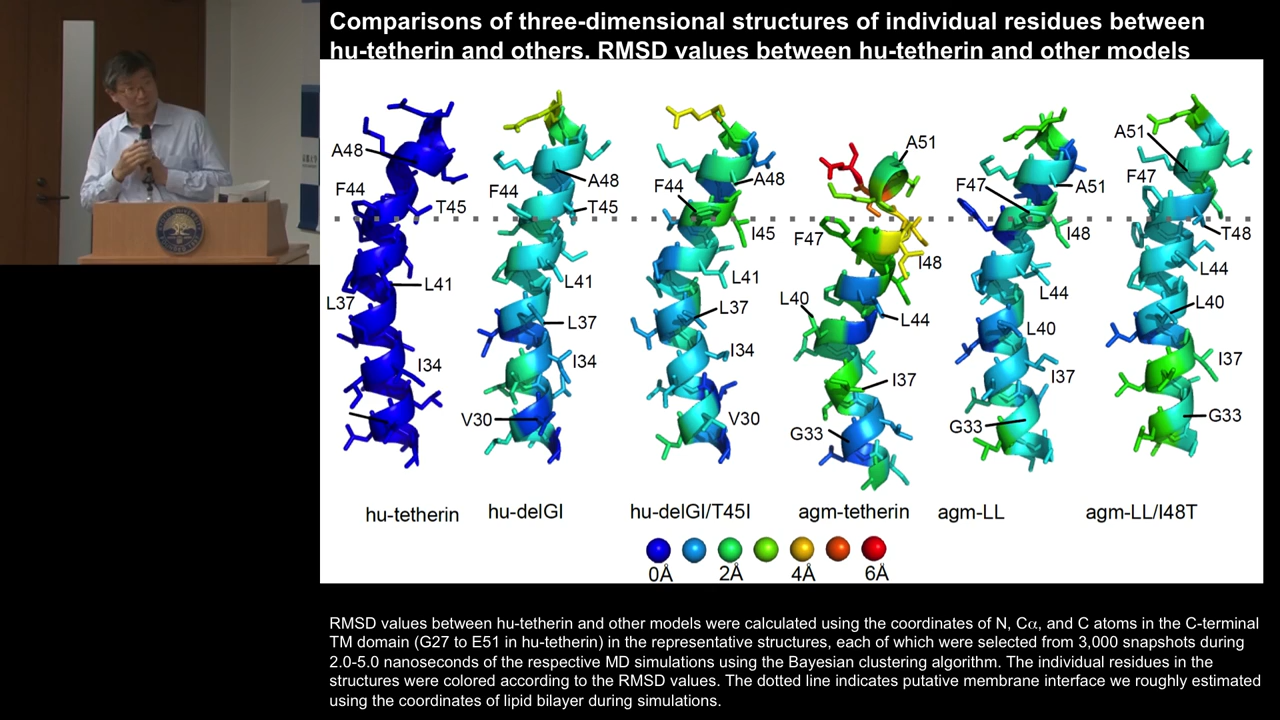 Comparisons of three-dimensional structures of individual residues between
hu-tetherin and others. RMSD values between hu-tetherin and other models
A48
F44
T45
L41
L37
I34
hu-tetherin
F44
A48
T45
L41
L37
I34
V30
hu-delGI
F44
A48
I45
L41
L37
I34
V30
hu-delGI/T45I
A51
F47
I48
L40
L44
I37
G33
agm-tetherin
F47
A51
I48
L44
L40
I37
G33
agm-LL
A51
F47
T48
L44
L40
I37
G33
agm-LL/I48T
0Å 2Å 4Å 6Å
RMSD values between hu-tetherin and other models were calculated using the coordinates of N, Cα, and C atoms in the C-terminal
TM domain (G27 to E51 in hu-tetherin) in the representative structures, each of which were selected from 3,000 snapshots during
2.0-5.0 nanoseconds of the respective MD simulations using the Bayesian clustering algorithm. The individual residues in the
structures were colored according to the RMSD values. The dotted line indicates putative membrane interface we roughly estimated
using the coordinates of lipid bilayer during simulations.